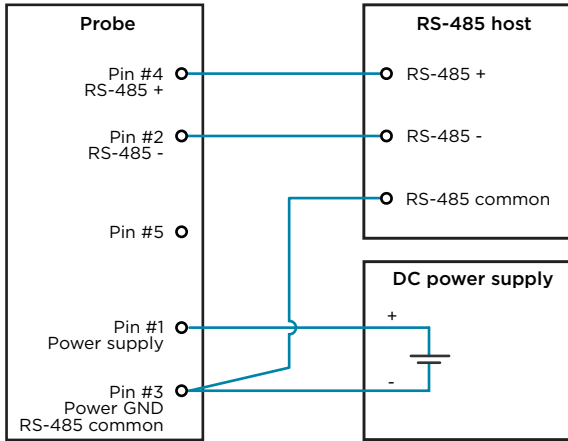 Probe
Pin #4
RS-485 +
Pin #2
RS-485 -
Pin #5
Pin #1
Power supply
Pin #3
Power GND
RS-485 common
RS-485 host
RS-485 +
RS-485 -
RS-485 common
DC power supply
+
-